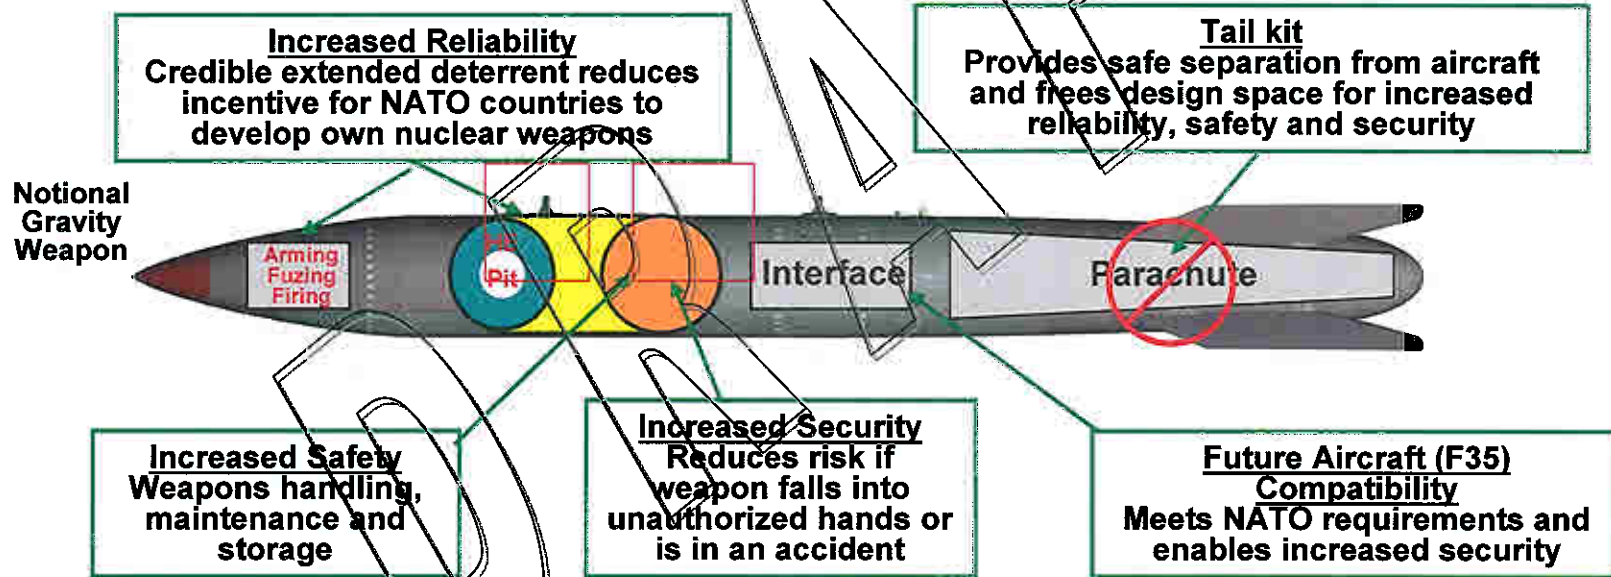 Increased Reliability
Credible extended deterrent reduces
incentive for NATO countries to
develop own nuclear weapons
Tail kit
Provides safe separation from aircraft
and frees design space for increased
reliability, safety and security
Notional
Gravity
Weapon
Arming
Fuzing
Firing
Pit
Interface
Parachute
Increased Safety
Weapons handling,
maintenance and
storage
Increased Security
Reduces risk if
weapon falls into
unauthorized hands or
is in an accident
Future Aircraft (F35)
Compatibility
Meets NATO requirements and
enables increased security